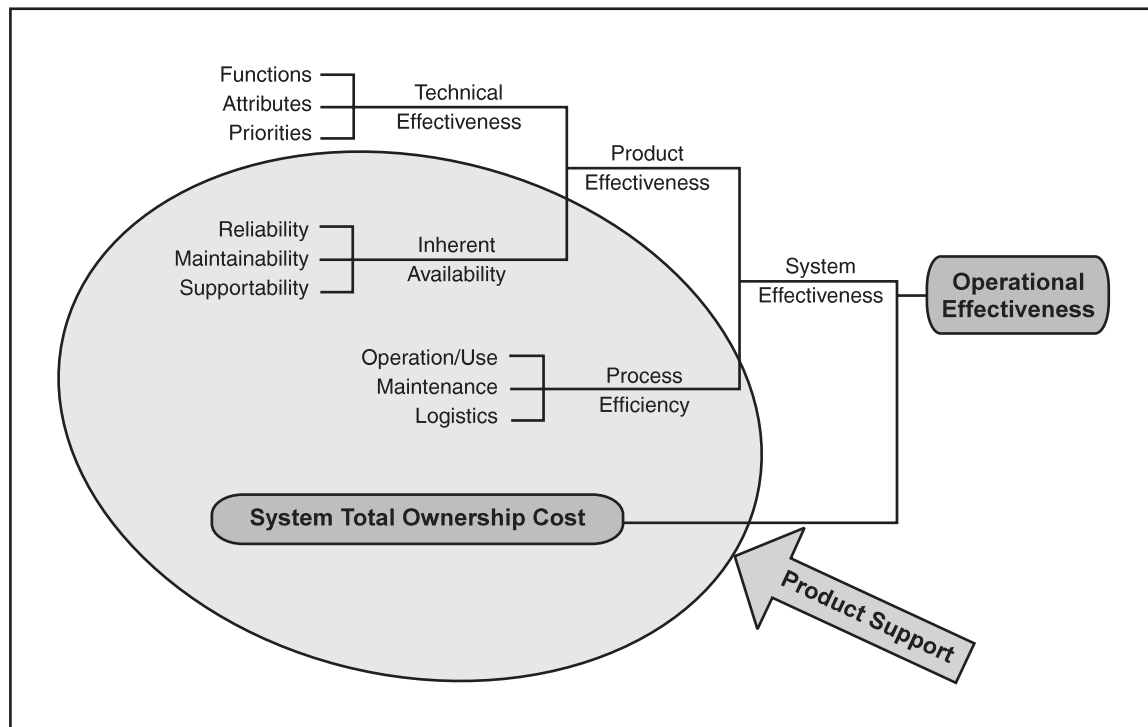 Functions
Attributes
Priorities
Technical
Effectiveness
Product
Effectiveness
Reliability
Maintainability
Supportability
Inherent
Availability
System
Effectiveness
Operational
Effectiveness
Operation/Use
Maintenance
Logistics
Process
Efficiency
System Total Ownership Cost
Product Support